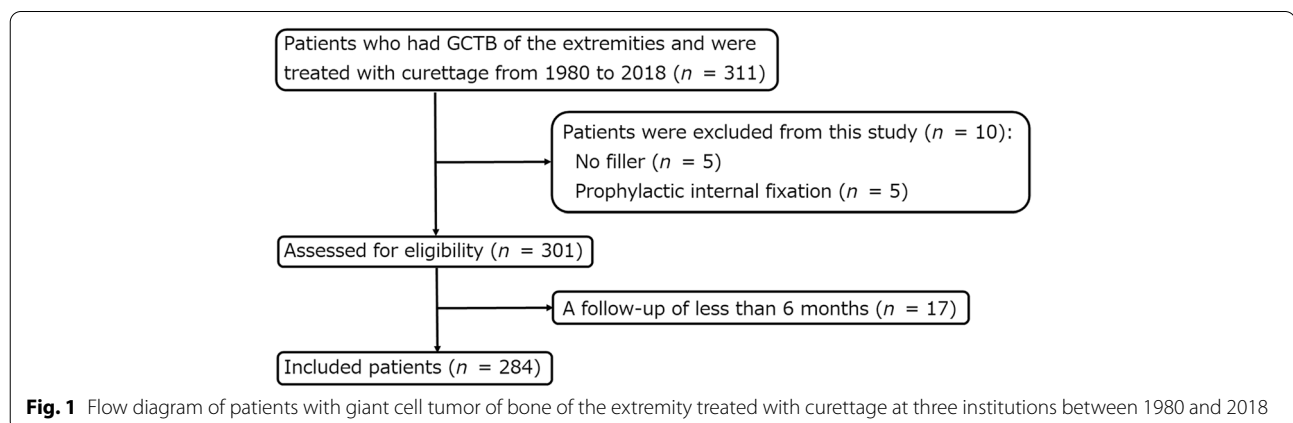 Patients who had GCTB of the extremities and were
treated with curettage from 1980 to 2018 (n = 311)
Patients were excluded from this study (n = 10):
No filler (n = 5)
Prophylactic internal fixation (n = 5)
Assessed for eligibility (n = 301)
A follow-up of less than 6 months (n = 17)
Included patients (n = 284)
Fig. 1 Flow diagram of patients with giant cell tumor of bone of the extremity treated with curettage at three institutions between 1980 and 2018